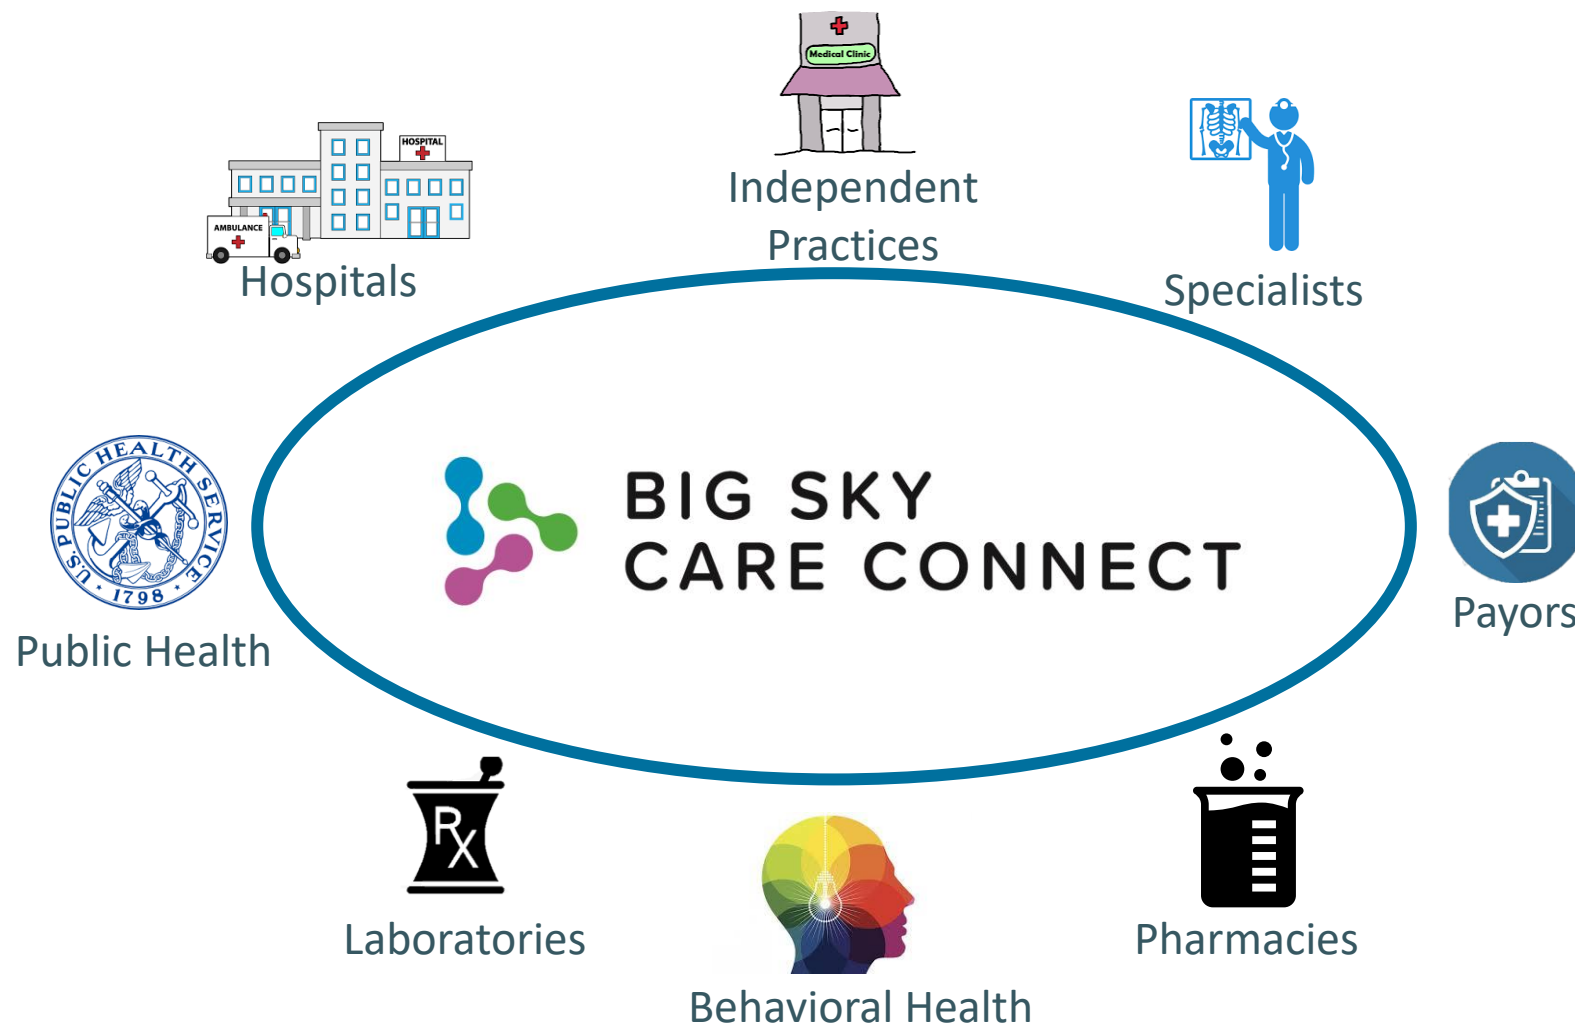 Medical Clinic
HOSPITAL
AMBULANCE
Hospitals
Independent
Practices
Specialists
U.S. PUBLIC HEALTH SERVICE
1798
Public Health
BIG SKY
CARE CONNECT
Payors
RX
Laboratories
Behavioral Health
Pharmacies